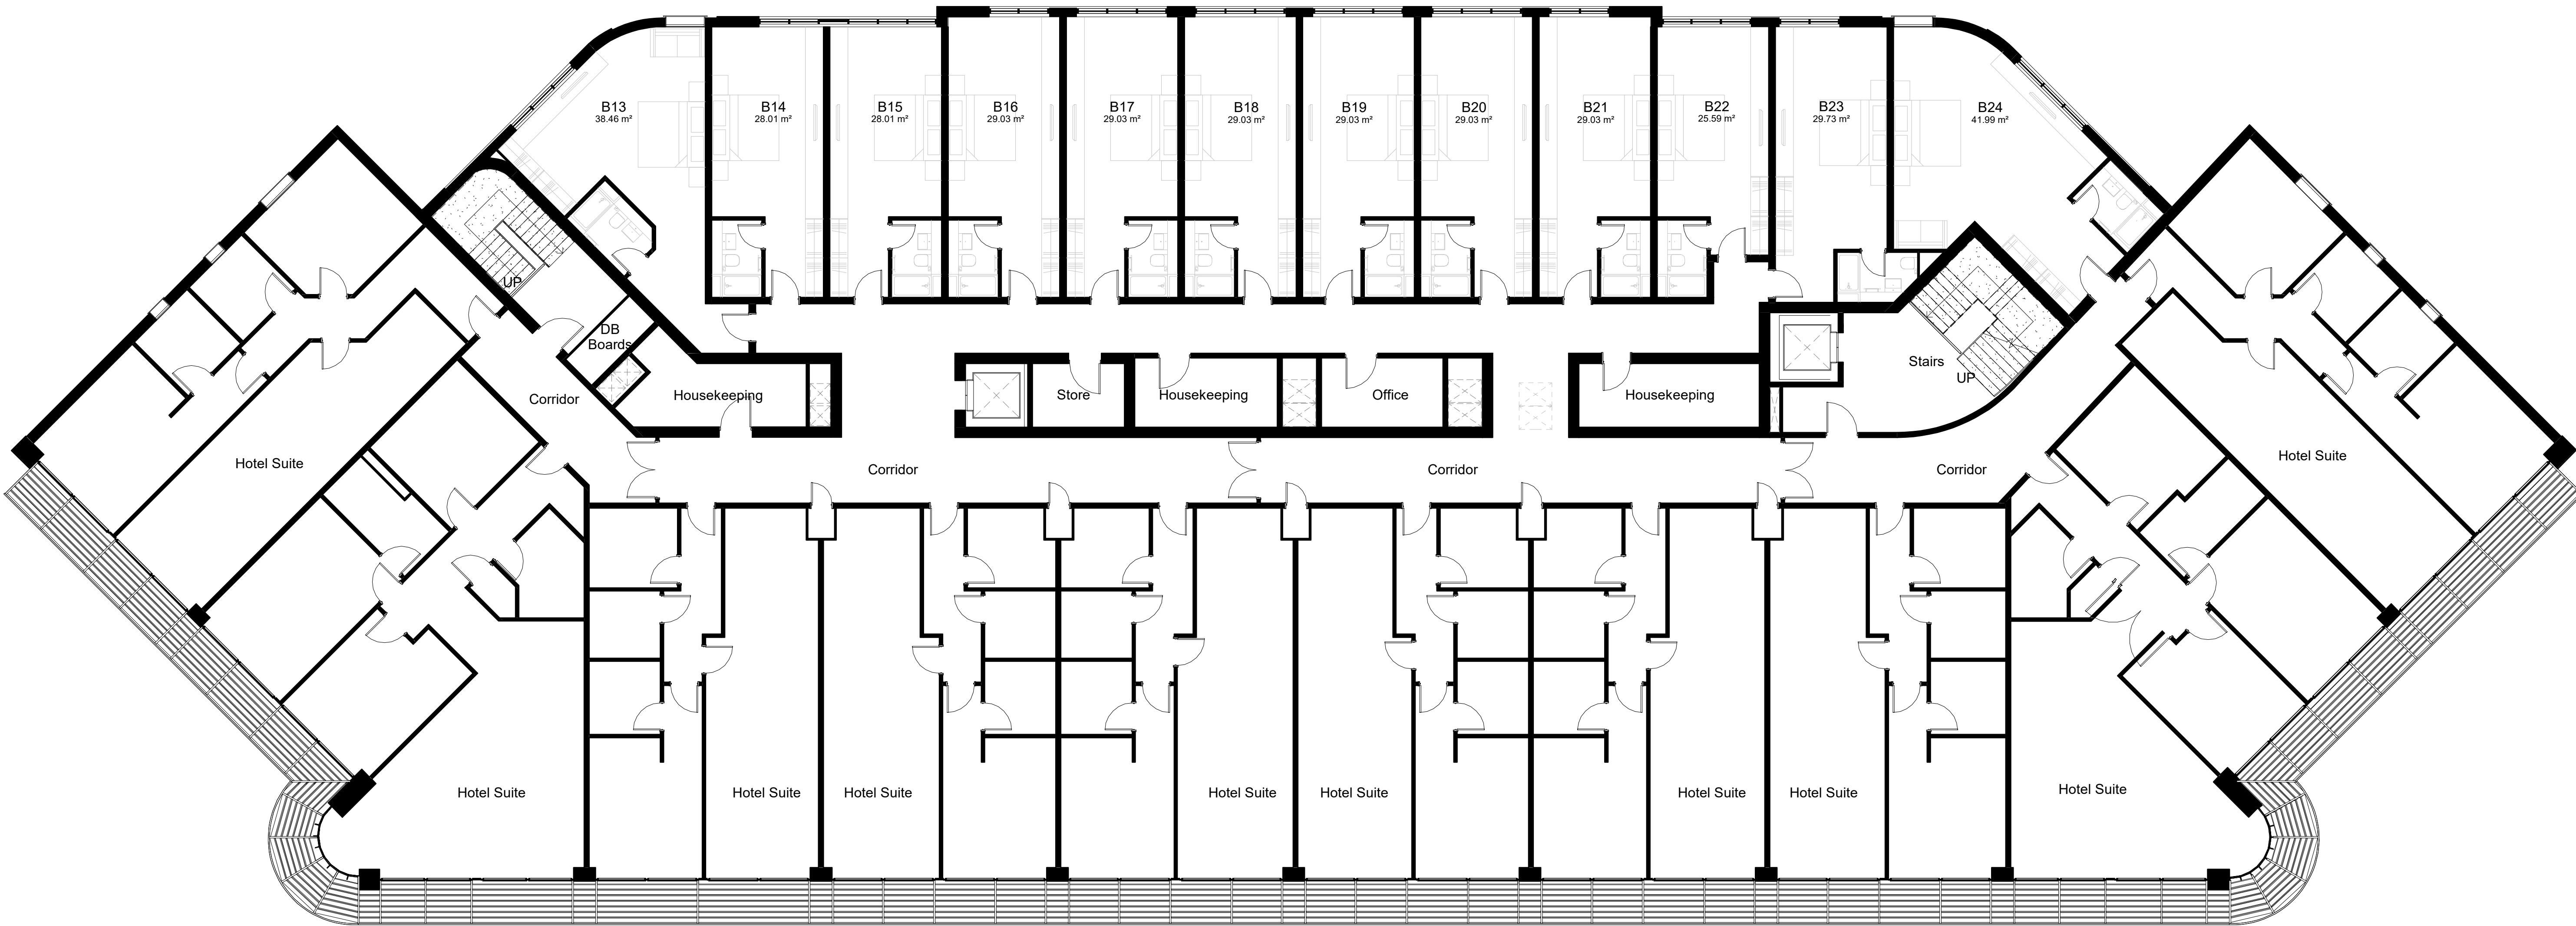 B13
38.46 m²
B14
28.01 m²
B15
28.01 m²
B16
29.03 m²
B17
29.03 m²
B18
29.03 m²
B19
29.03 m²
B20
29.03 m²
B21
29.03 m²
B22
25.59 m²
B23
29.73 m²
B24
41.99 m²
UP
DB
Boards
Corridor
Housekeeping
Store
Housekeeping
Office
Housekeeping
Stairs
UP
Hotel Suite
Corridor
Corridor
Corridor
Hotel Suite
Hotel Suite
Hotel Suite
Hotel Suite
Hotel Suite
Hotel Suite
Hotel Suite
Hotel Suite
Hotel Suite